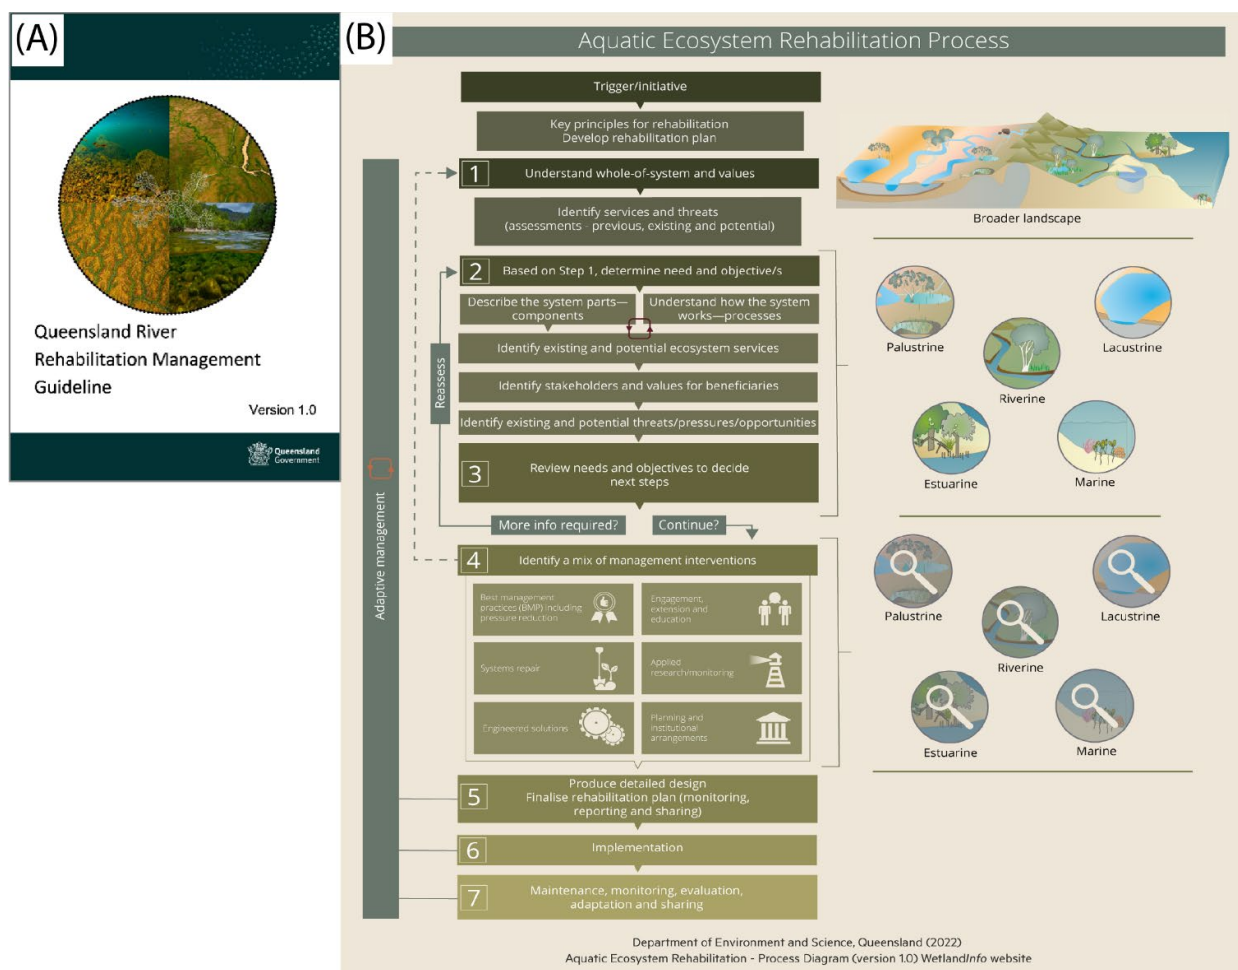 (A)
Queensland River
Rehabilitation Management
Guideline
Version 1.0
Queensland
Government
(B)
Aquatic Ecosystem Rehabilitation Process
Trigger/initiative
Key principles for rehabilitation
Develop rehabilitation plan
1
Understand whole-of-system and values
Identify services and threats
(assessments - previous, existing and potential)
Broader landscape
2
Based on Step 1, determine need and objective/s
Describe the system parts—
components
Understand how the system
works—processes
Identify existing and potential ecosystem services
Identify stakeholders and values for beneficiaries
Identify existing and potential threats/pressures/opportunities
3
Review needs and objectives to decide
next steps
Reassess
Adaptive management
More info required?
Continue?
Palustrine
Lacustrine
Riverine
Estuarine
Marine
4
Identify a mix of management interventions
Best management
practices (BMP) including
pressure reduction
Engagement,
extension and
education
Systems repair
Applied
research/monitoring
Engineered solutions
Planning and
institutional
arrangements
Palustrine
Lacustrine
Riverine
Estuarine
Marine
5
Produce detailed design
Finalise rehabilitation plan (monitoring,
reporting and sharing)
6
Implementation
7
Maintenance, monitoring, evaluation,
adaptation and sharing
Department of Environment and Science, Queensland (2022)
Aquatic Ecosystem Rehabilitation - Process Diagram (version 1.0) WetlandInfo website